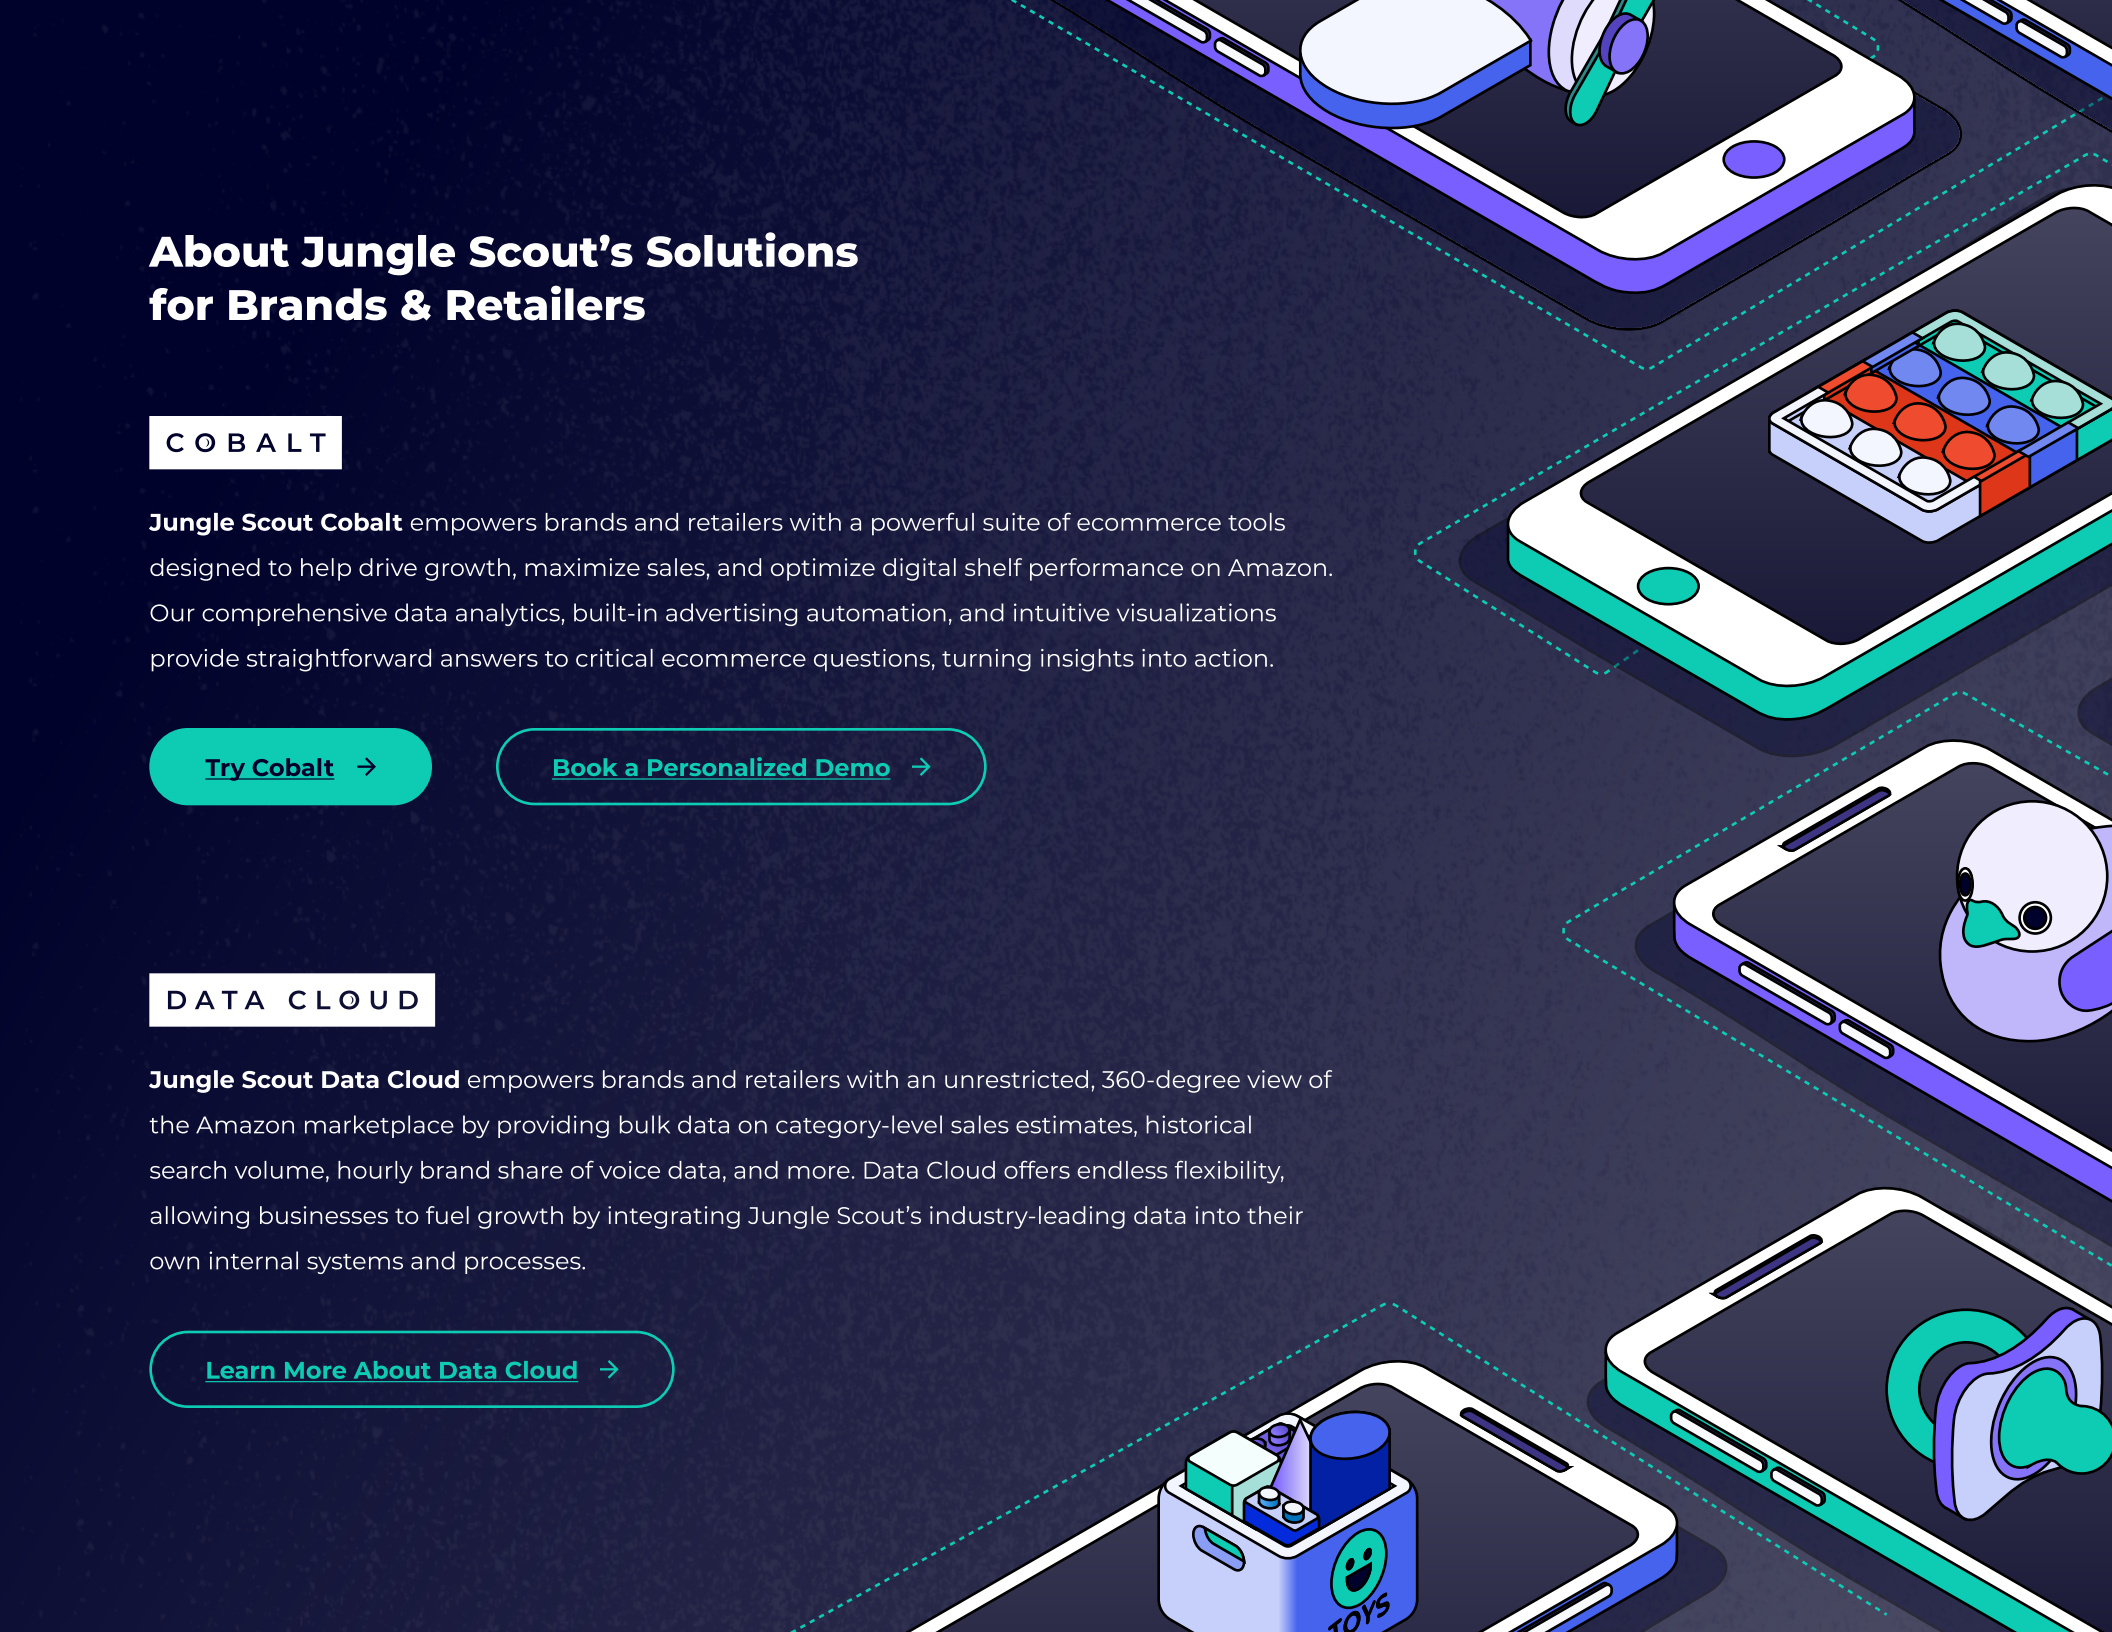 About Jungle Scout’s Solutions
for Brands & Retailers
COBALT
Jungle Scout Cobalt empowers brands and retailers with a powerful suite of ecommerce tools
designed to help drive growth, maximize sales, and optimize digital shelf performance on Amazon.
Our comprehensive data analytics, built-in advertising automation, and intuitive visualizations
provide straightforward answers to critical ecommerce questions, turning insights into action.
Try Cobalt →
Book a Personalized Demo →
DATA CLOUD
Jungle Scout Data Cloud empowers brands and retailers with an unrestricted, 360-degree view of
the Amazon marketplace by providing bulk data on category-level sales estimates, historical
search volume, hourly brand share of voice data, and more. Data Cloud offers endless flexibility,
allowing businesses to fuel growth by integrating Jungle Scout’s industry-leading data into their
own internal systems and processes.
Learn More About Data Cloud →
TOYS